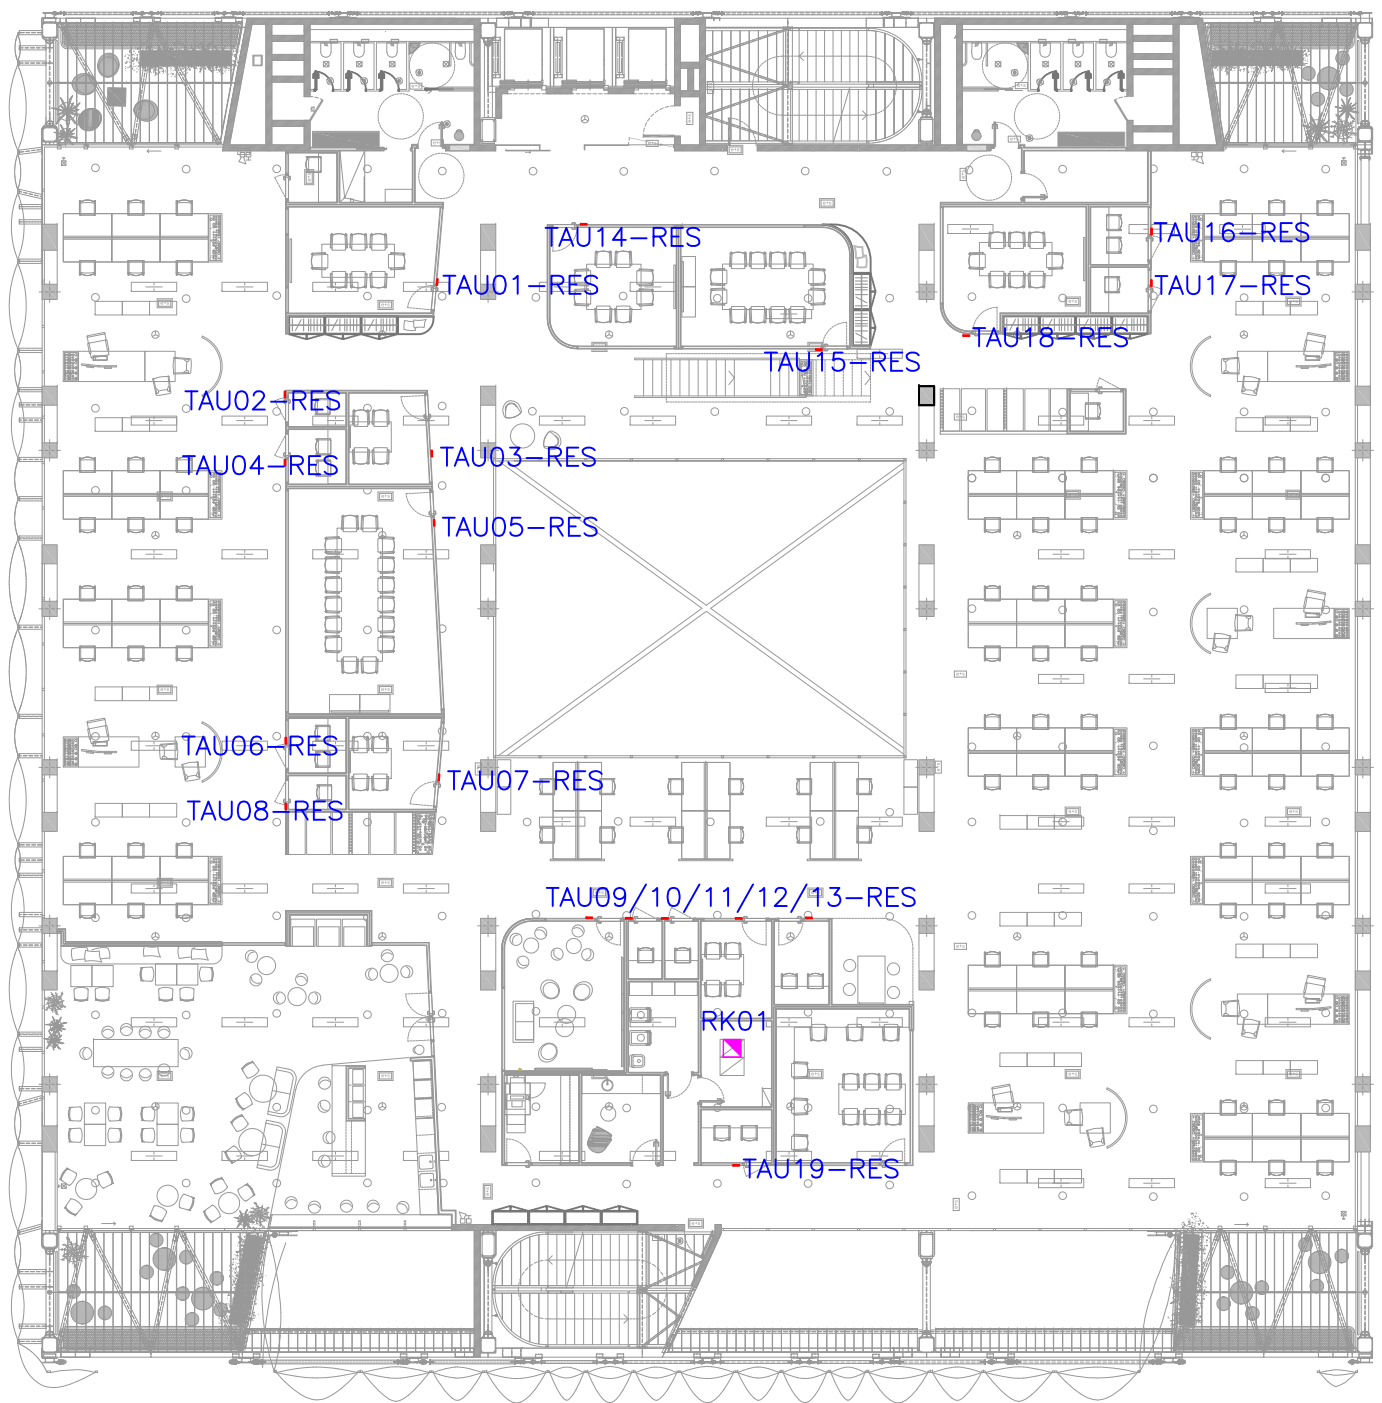 TAU14-RES
TAU16-RES
TAU01-RES
TAU17-RES
TAU18-RES
TAU15-RES
TAU02-RES
TAU04-RES
TAU03-RES
TAU05-RES
TAU06-RES
TAU07-RES
TAU08-RES
TAU09/10/11/12/13-RES
RK01
TAU19-RES